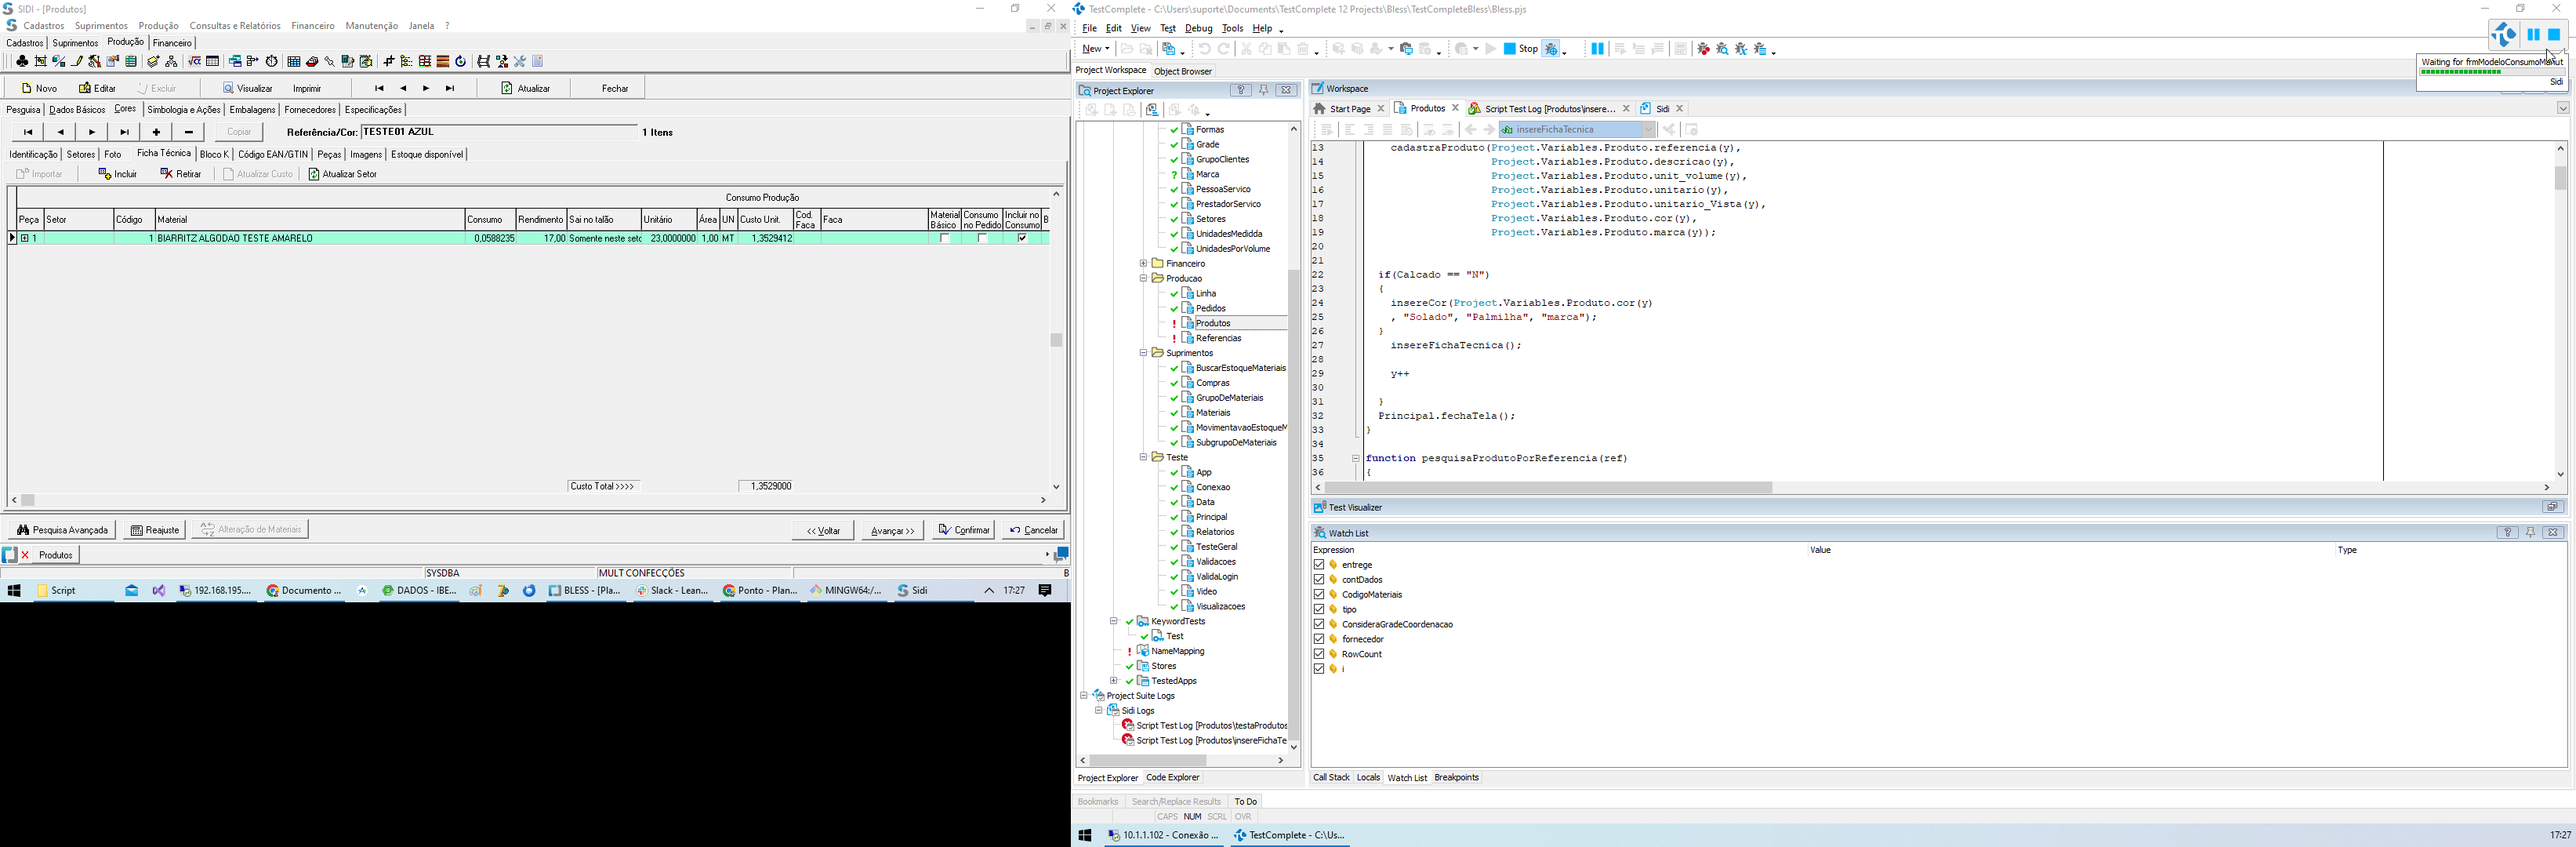 SIDI - [Produtos]
Cadastros Suprimentos Produção Consultas e Relatórios Financeiro Manutenção Janela ?
Cadastros Suprimentos Produção Financeiro
Novo Editar Excluir Visualizar Imprimir Atualizar Fechar
Pesquisa Dados Básicos Cores Simbologia e Ações Embalagens Fornecedores Especificações
Copiar Referência/Cor: TESTE01 AZUL 1 Itens
Identificação Setores Foto Ficha Técnica Bloco K Código EAN/GTIN Peças Imagens Estoque disponível
Importar Incluir Retirar Atualizar Custo Atualizar Setor
Consumo Produção
Peça Setor Código Material Consumo Rendimento Sai no talão Unitário Área UN Custo Unit. Cod. Faca Faca Material Básico Consumo no Pedido Incluir no Consumo B
1 1 BIARRITZ ALGODAO TESTE AMARELO 0,0588235 17,00 Somente neste seto 23,0000000 1,00 MT 1,3529412
Custo Total >>>> 1,3529000
Pesquisa Avançada Reajuste Alteração de Materiais << Voltar Avançar >> Confirmar Cancelar
Produtos
SYSDBA MULT CONFECÇÕES B
Script 192.168.195.... Documento ... DADOS - IBE... BLESS - [Pla... Slack - Lean... Ponto - Plan... MINGW64:/... Sidi 17:27
TestComplete - C:\Users\suporte\Documents\TestComplete 12 Projects\Bless\TestCompleteBless\Bless.pjs
File Edit View Test Debug Tools Help
New Stop
Waiting for frmModeloConsumoManut
Sidi
Project Workspace Object Browser
Project Explorer
Formas
Grade
GrupoClientes
Marca
PessoaServico
PrestadorServico
Setores
UnidadesMedidda
UnidadesPorVolume
Financeiro
Producao
Linha
Pedidos
Produtos
Referencias
Suprimentos
BuscarEstoqueMateriais
Compras
GrupoDeMateriais
Materiais
MovimentavaoEstoqueM
SubgrupoDeMateriais
Teste
App
Conexao
Data
Principal
Relatorios
TesteGeral
Validacoes
ValidaLogin
Video
Visualizacoes
KeywordTests
Test
NameMapping
Stores
TestedApps
Project Suite Logs
Sidi Logs
Script Test Log [Produtos\testaProdutos
Script Test Log [Produtos\insereFichaTe
Project Explorer Code Explorer
Workspace
Start Page Produtos Script Test Log [Produtos\insere... Sidi
insereFichaTecnica
13 cadastraProduto(Project.Variables.Produto.referencia(y),
14 Project.Variables.Produto.descricao(y),
15 Project.Variables.Produto.unit_volume(y),
16 Project.Variables.Produto.unitario(y),
17 Project.Variables.Produto.unitario_Vista(y),
18 Project.Variables.Produto.cor(y),
19 Project.Variables.Produto.marca(y));
20
21
22 if(Calcado == "N")
23 {
24 insereCor(Project.Variables.Produto.cor(y)
25 , "Solado", "Palmilha", "marca");
26 }
27 insereFichaTecnica();
28
29 y++
30
31 }
32 Principal.fechaTela();
33 }
34
35 function pesquisaProdutoPorReferencia(ref)
36 {
Test Visualizer
Watch List
Expression Value Type
entrege
contDados
CodigoMateriais
tipo
ConsideraGradeCoordenacao
fornecedor
RowCount
i
Call Stack Locals Watch List Breakpoints
Bookmarks Search/Replace Results To Do
CAPS NUM SCRL OVR
10.1.1.102 - Conexão ... TestComplete - C:\Us... 17:27